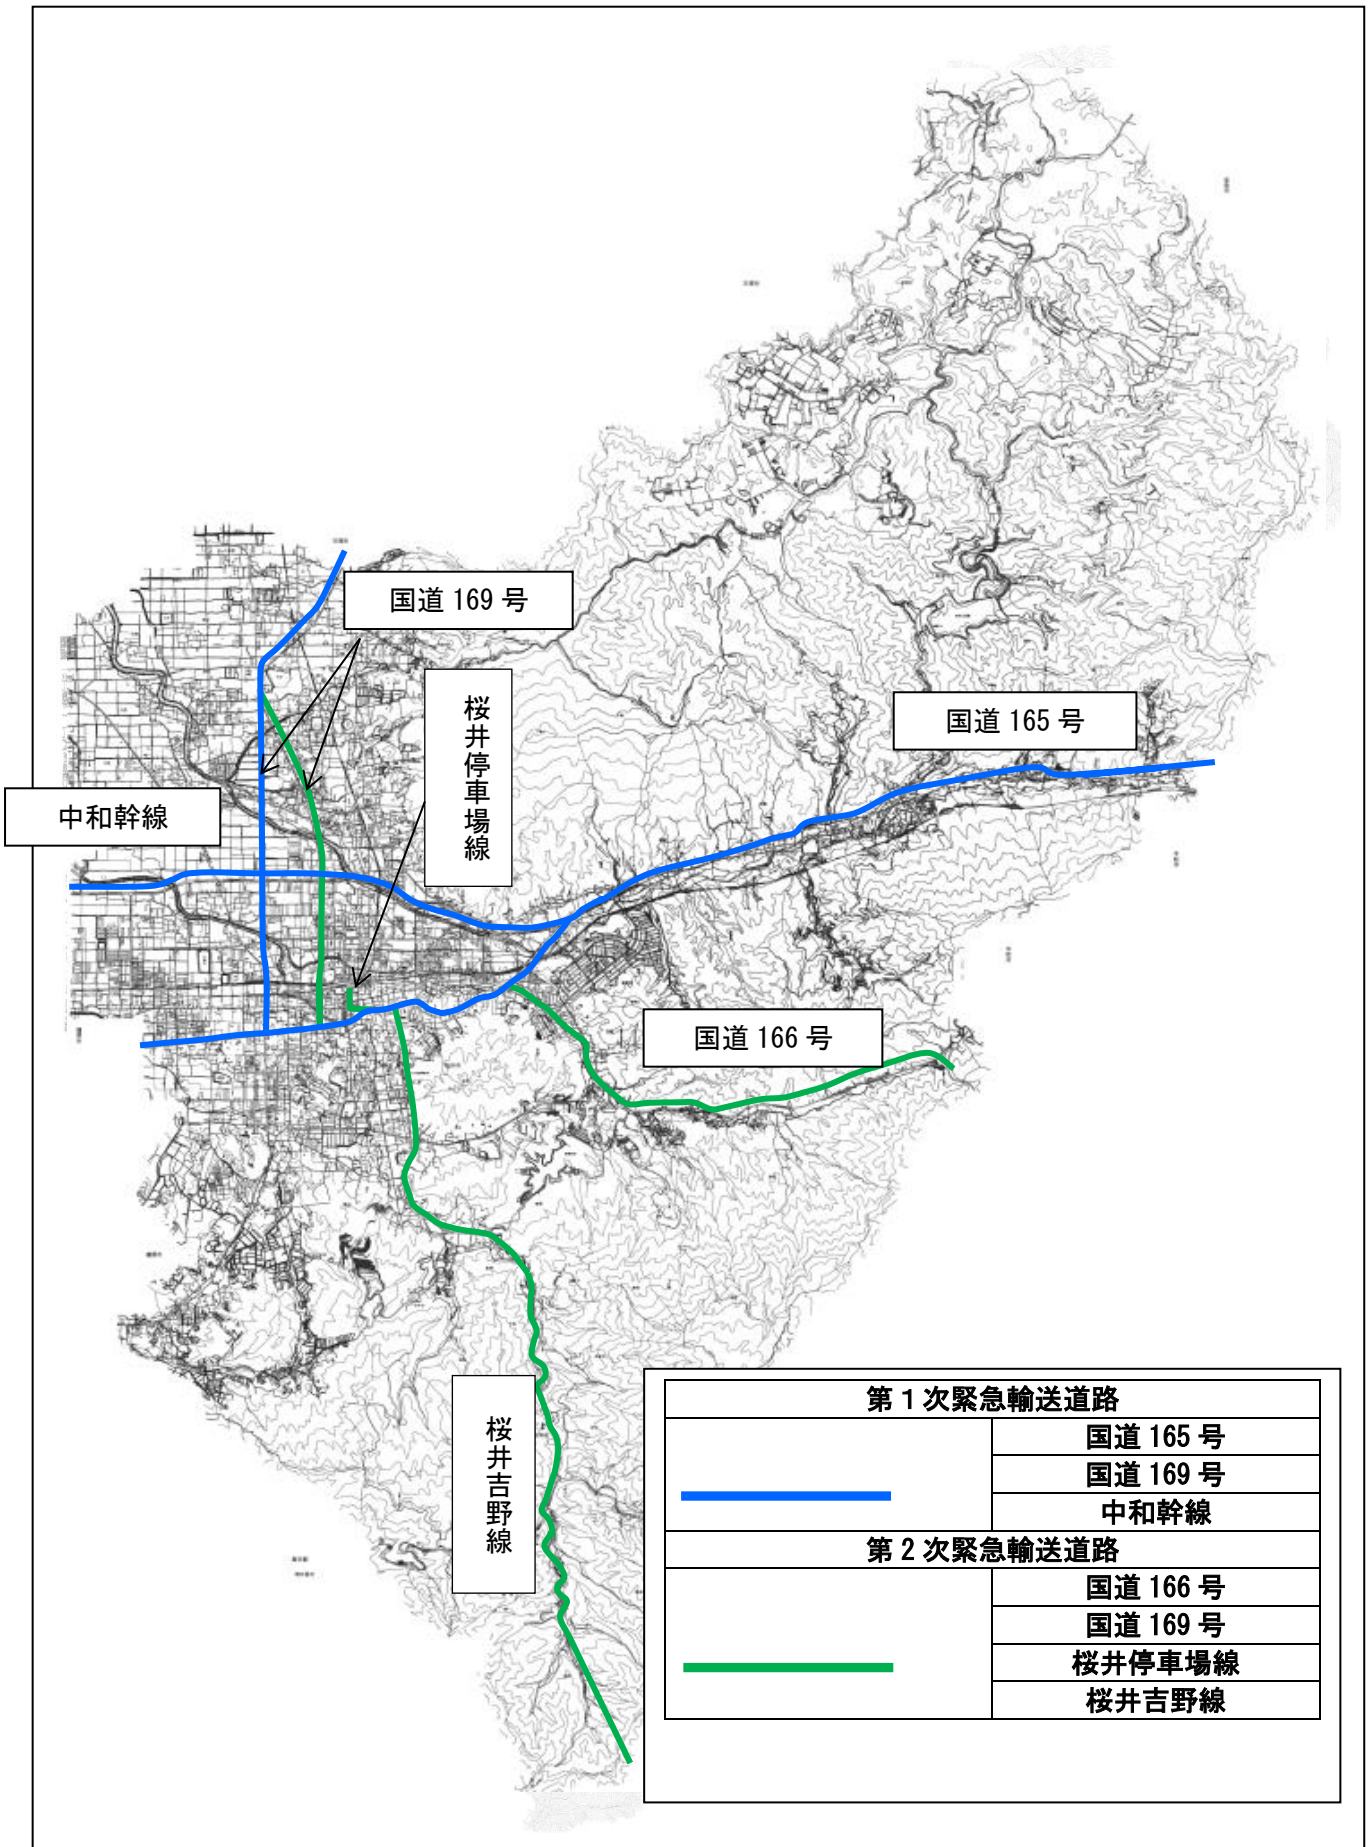 国道 169 号
桜井停車場線
国道 165 号
中和幹線
国道 166 号
桜井吉野線
第 1 次緊急輸送道路
国道 165 号
国道 169 号
中和幹線
第 2 次緊急輸送道路
国道 166 号
国道 169 号
桜井停車場線
桜井吉野線